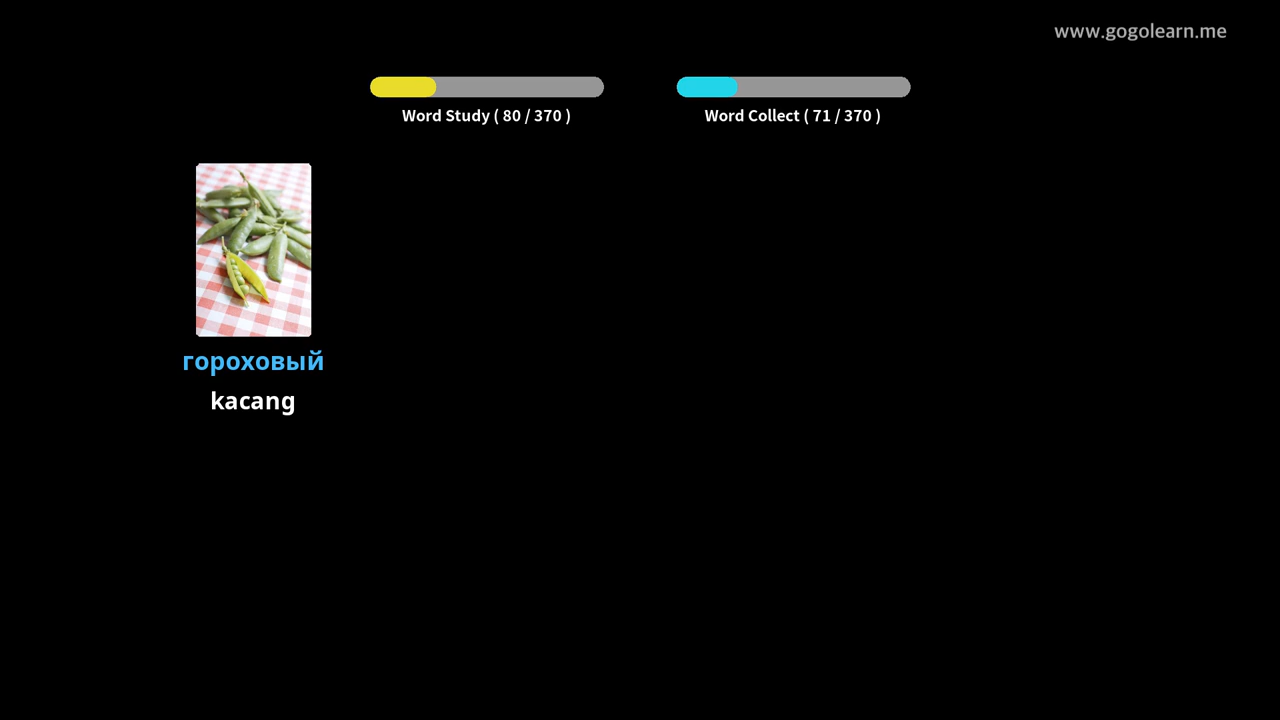 www.gogolearn.me
Word Study ( 80 / 370 )
Word Collect ( 71 / 370 )
гороховый
kacang